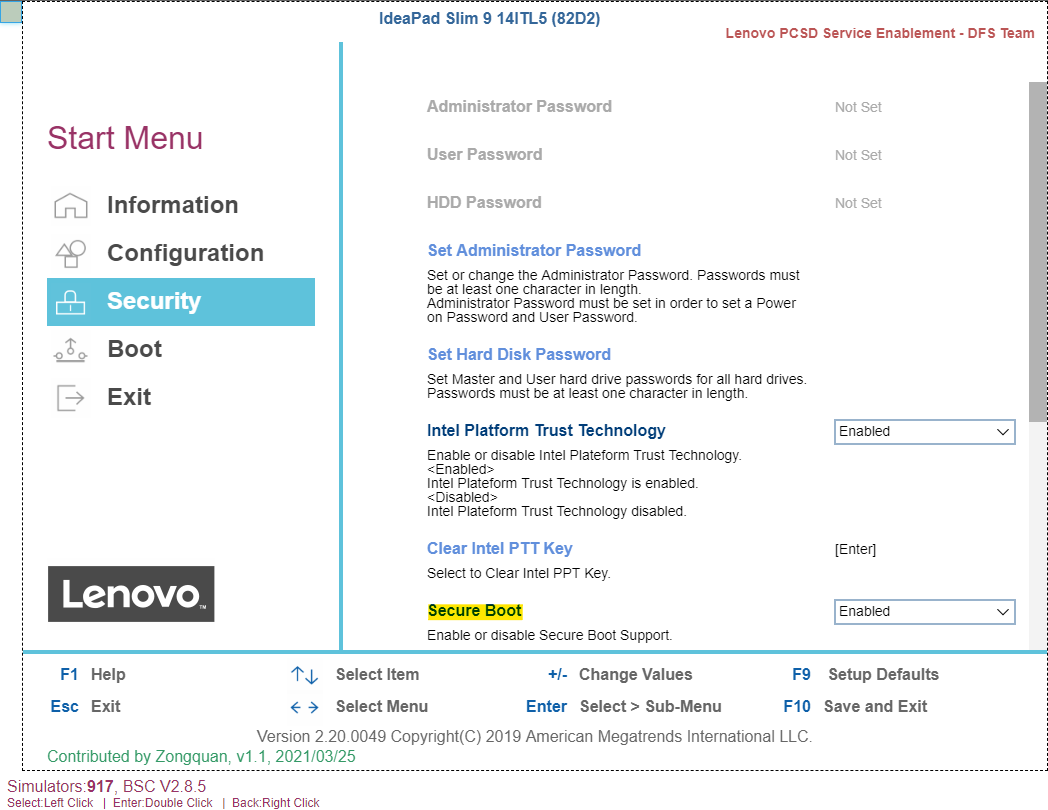 IdeaPad Slim 9 14ITL5 (82D2)
Lenovo PCSD Service Enablement - DFS Team
Start Menu
Information
Configuration
Security
Boot
Exit
Lenovo™
Administrator Password Not Set
User Password Not Set
HDD Password Not Set
Set Administrator Password
Set or change the Administrator Password. Passwords must
be at least one character in length.
Administrator Password must be set in order to set a Power
on Password and User Password.
Set Hard Disk Password
Set Master and User hard drive passwords for all hard drives.
Passwords must be at least one character in length.
Intel Platform Trust Technology Enabled
Enable or disable Intel Plateform Trust Technology.
<Enabled>
Intel Plateform Trust Technology is enabled.
<Disabled>
Intel Plateform Trust Technology disabled.
Clear Intel PTT Key [Enter]
Select to Clear Intel PPT Key.
Secure Boot Enabled
Enable or disable Secure Boot Support.
F1 Help ↑↓ Select Item +/- Change Values F9 Setup Defaults
Esc Exit ←→ Select Menu Enter Select > Sub-Menu F10 Save and Exit
Version 2.20.0049 Copyright(C) 2019 American Megatrends International LLC.
Contributed by Zongquan, v1.1, 2021/03/25
Simulators:917, BSC V2.8.5
Select:Left Click | Enter:Double Click | Back:Right Click